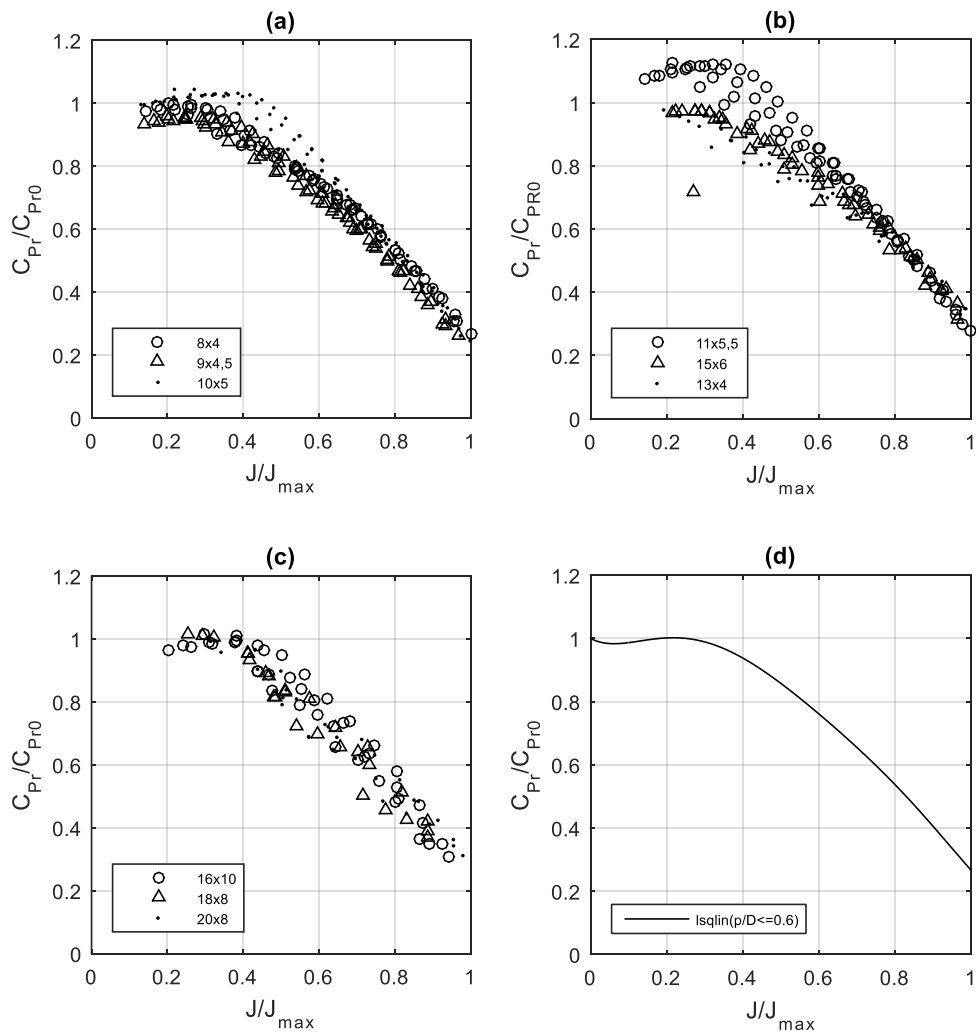 (a)
1.2
1
0.8
0.6
0.4
0.2
0
C_Pr/C_Pr0
0 0.2 0.4 0.6 0.8 1
J/J_max
8x4
9x4,5
10x5
(b)
1.2
1
0.8
0.6
0.4
0.2
0
C_Pr/C_PR0
0 0.2 0.4 0.6 0.8 1
J/J_max
11x5,5
15x6
13x4
(c)
1.2
1
0.8
0.6
0.4
0.2
0
C_Pr/C_Pr0
0 0.2 0.4 0.6 0.8 1
J/J_max
16x10
18x8
20x8
(d)
1.2
1
0.8
0.6
0.4
0.2
0
C_Pr/C_Pr0
0 0.2 0.4 0.6 0.8 1
J/J_max
lsqlin(p/D<=0.6)